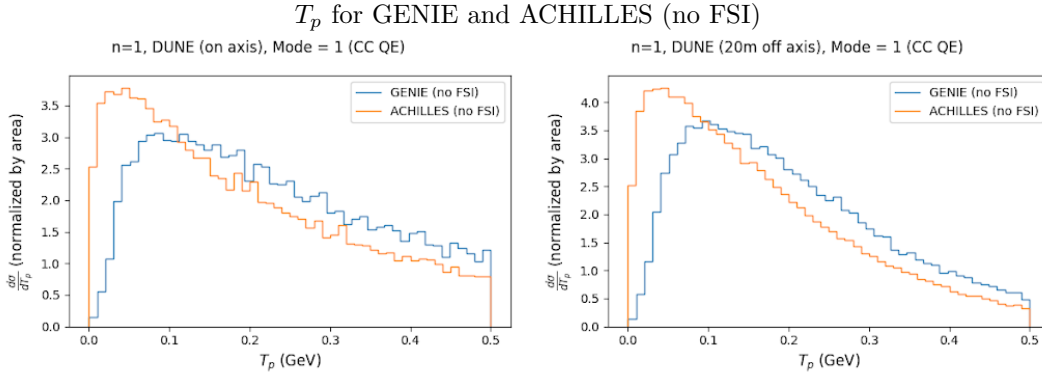 T_p for GENIE and ACHILLES (no FSI)
n=1, DUNE (on axis), Mode = 1 (CC QE)
dσ/dT_p (normalized by area)
3.5
3.0
2.5
2.0
1.5
1.0
0.5
0.0
GENIE (no FSI)
ACHILLES (no FSI)
0.0 0.1 0.2 0.3 0.4 0.5
T_p (GeV)
n=1, DUNE (20m off axis), Mode = 1 (CC QE)
dσ/dT_p (normalized by area)
4.0
3.5
3.0
2.5
2.0
1.5
1.0
0.5
0.0
GENIE (no FSI)
ACHILLES (no FSI)
0.0 0.1 0.2 0.3 0.4 0.5
T_p (GeV)